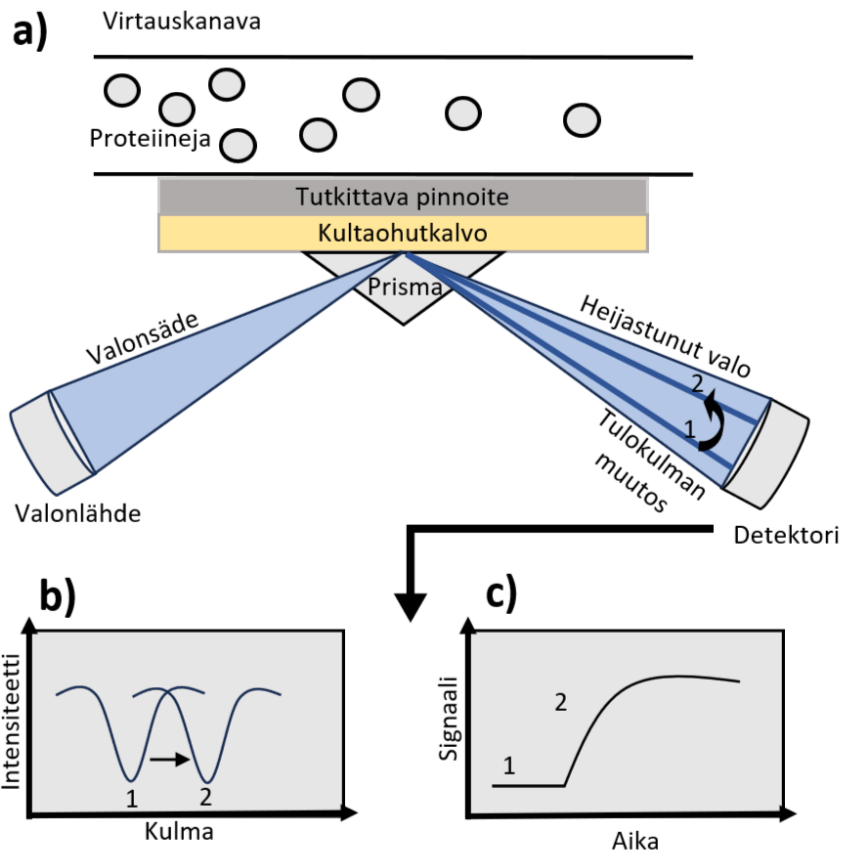 a)
Virtauskanava
Proteiineja
Tutkittava pinnoite
Kultaohutkalvo
Prisma
Valonsäde
Heijastunut valo
2
1
Tulokulman
muutos
Valonlähde
Detektori
b)
Intensiteetti
1
2
Kulma
c)
Signaali
2
1
Aika